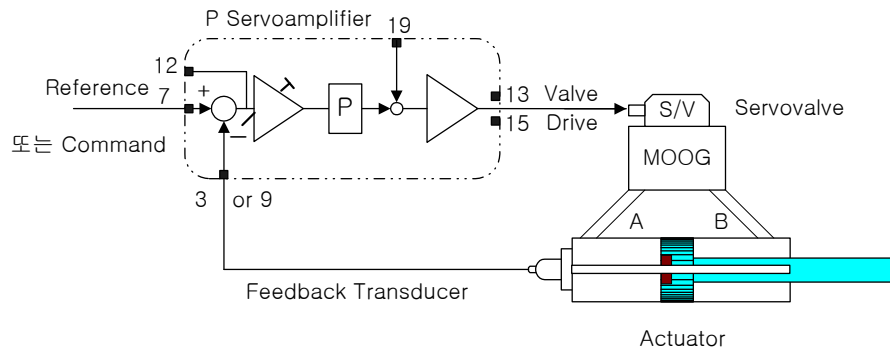 P Servoamplifier
19
12
Reference
7
+
13 Valve
S/V
Servovalve
P
15 Drive
또는 Command
MOOG
3 or 9
A
B
Feedback Transducer
Actuator